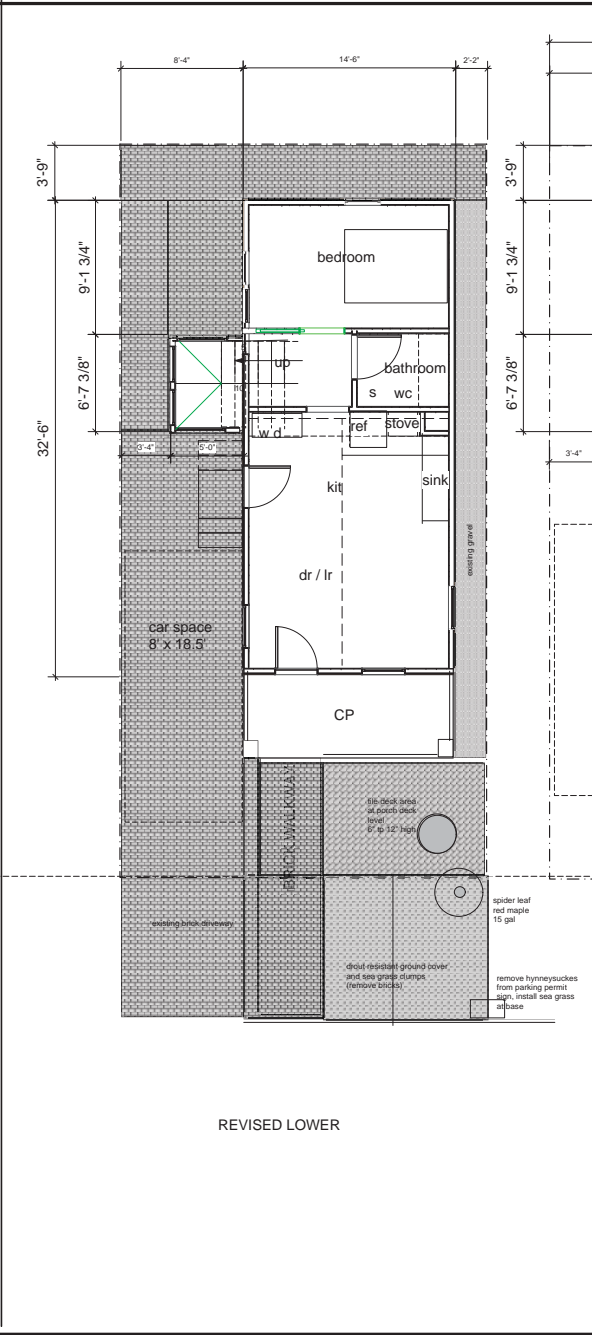 8'-4"
14'-6"
2'-2"
3'-9"
3'-9"
9'-1 3/4"
bedroom
9'-1 3/4"
6'-7 3/8"
up
bathroom
s wc
6'-7 3/8"
32'-6"
w d
ref
stove
3'-4"
5'-0"
3'-4"
kit
sink
existing gravel
dr / lr
car space
8' x 18.5'
CP
BRICK WALKWAY
tile deck area
at porch deck
level
6" tp 12" high
spider leaf
red maple
15 gal
existing brick driveway
drout resistant ground cover
and sea grass clumps
(remove bricks)
remove hynneysuckes
from parking permit
sign, install sea grass
at base
REVISED LOWER